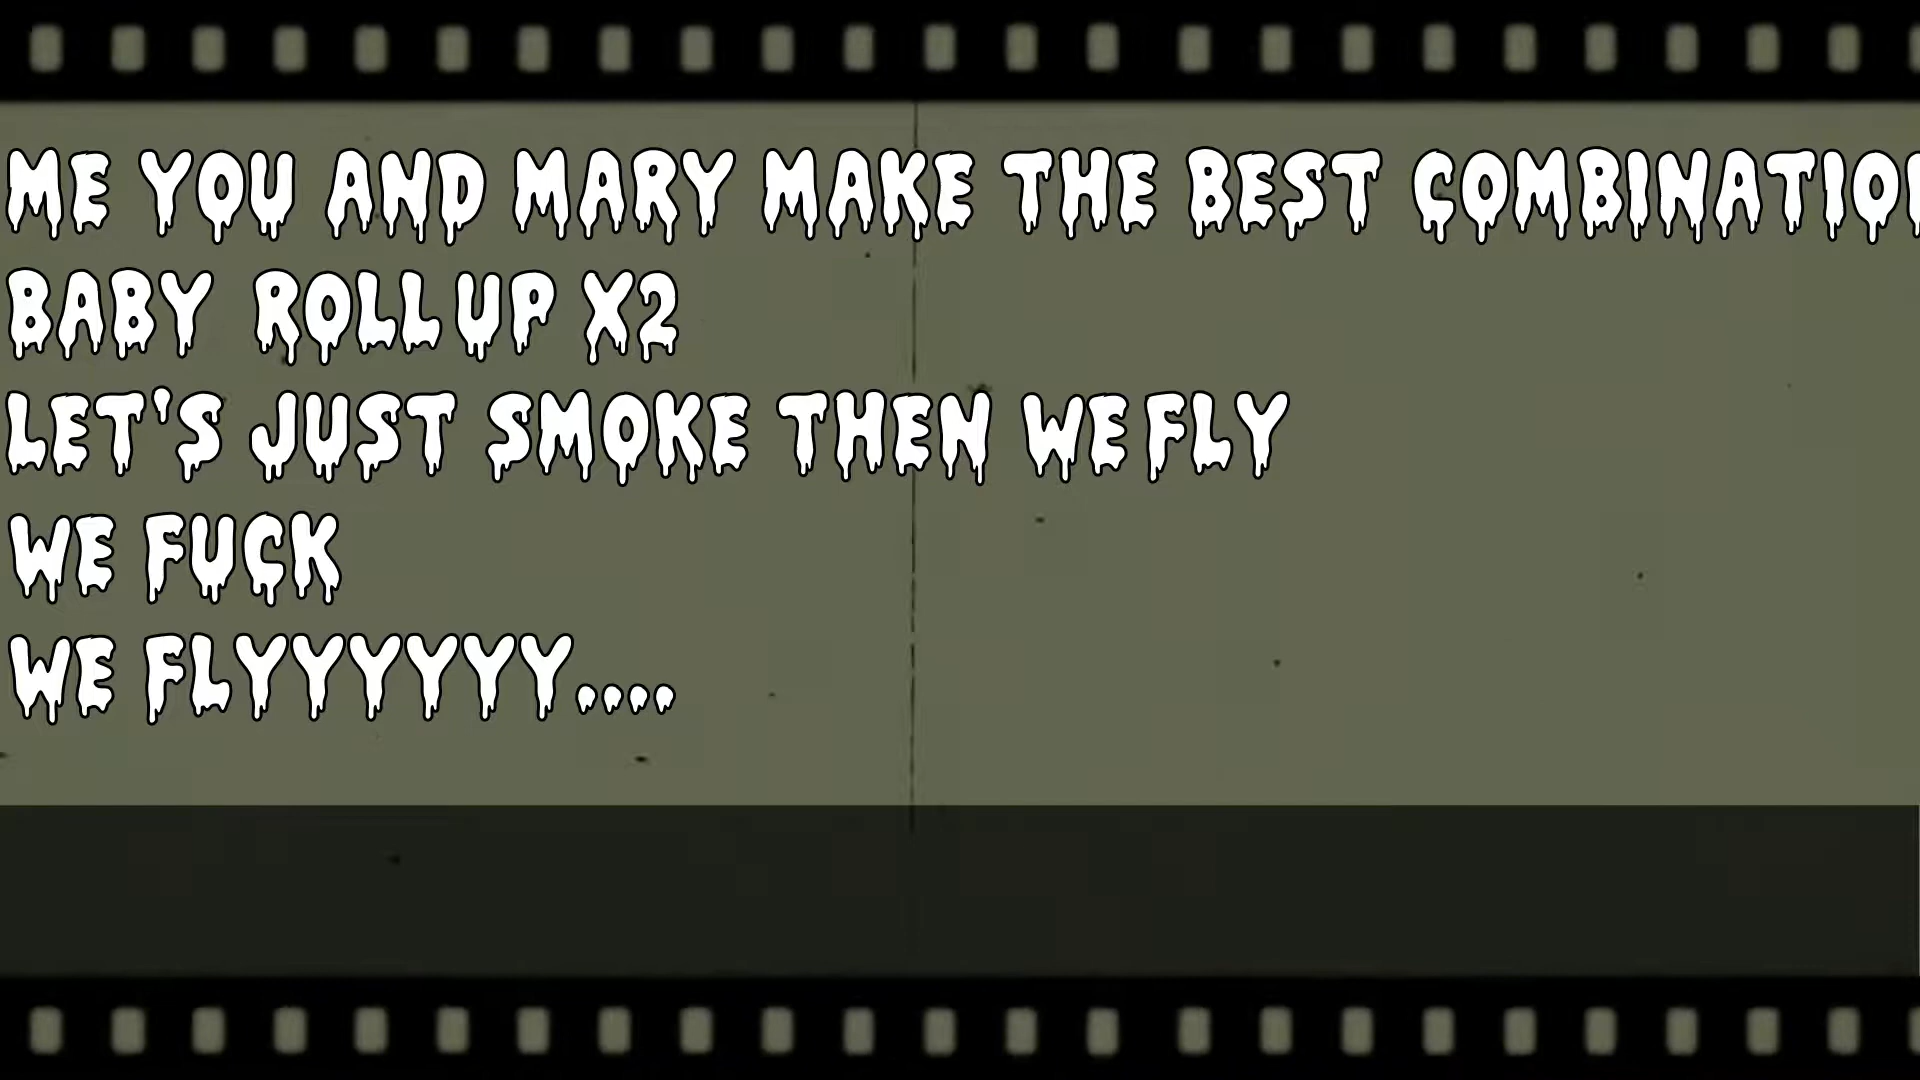 ME YOU AND MARY MAKE THE BEST COMBINATION
BABY ROLL UP X2
LET'S JUST SMOKE THEN WE FLY
WE FUCK
WE FLYYYYYY....